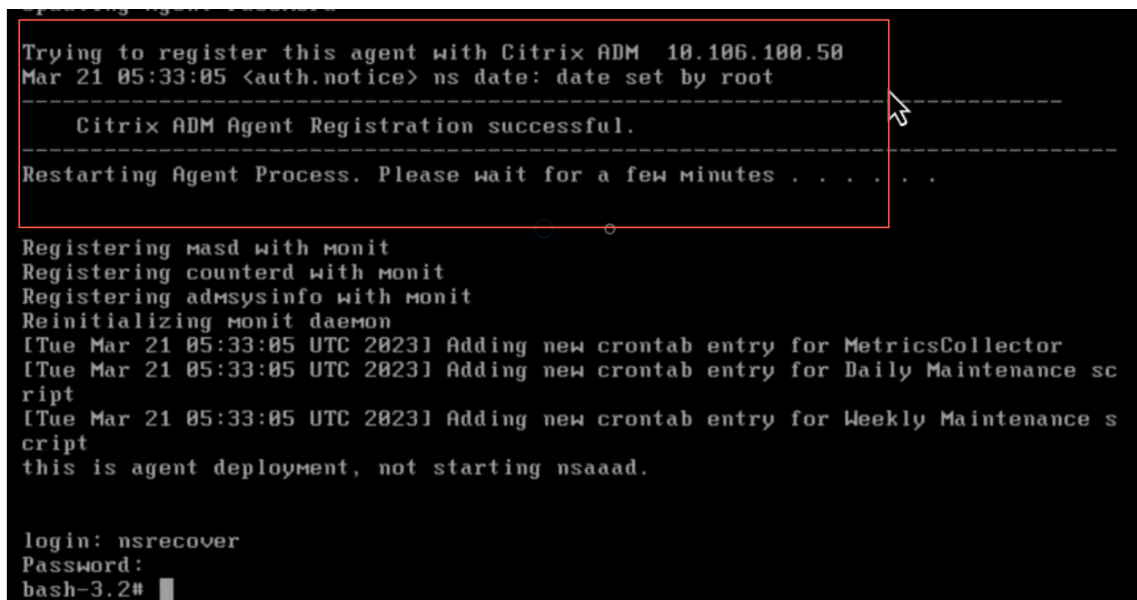 Updating Agent Password
Trying to register this agent with Citrix ADM  10.106.100.50
Mar 21 05:33:05 <auth.notice> ns date: date set by root
----------------------------------------------------------------------------
    Citrix ADM Agent Registration successful.
--------------------------------------------------------------------------------
Restarting Agent Process. Please wait for a few minutes . . . . . .
Registering masd with monit
Registering counterd with monit
Registering admsysinfo with monit
Reinitializing monit daemon
[Tue Mar 21 05:33:05 UTC 2023] Adding new crontab entry for MetricsCollector
[Tue Mar 21 05:33:05 UTC 2023] Adding new crontab entry for Daily Maintenance sc
ript
[Tue Mar 21 05:33:05 UTC 2023] Adding new crontab entry for Weekly Maintenance s
cript
this is agent deployment, not starting nsaaad.
login: nsrecover
Password:
bash-3.2#